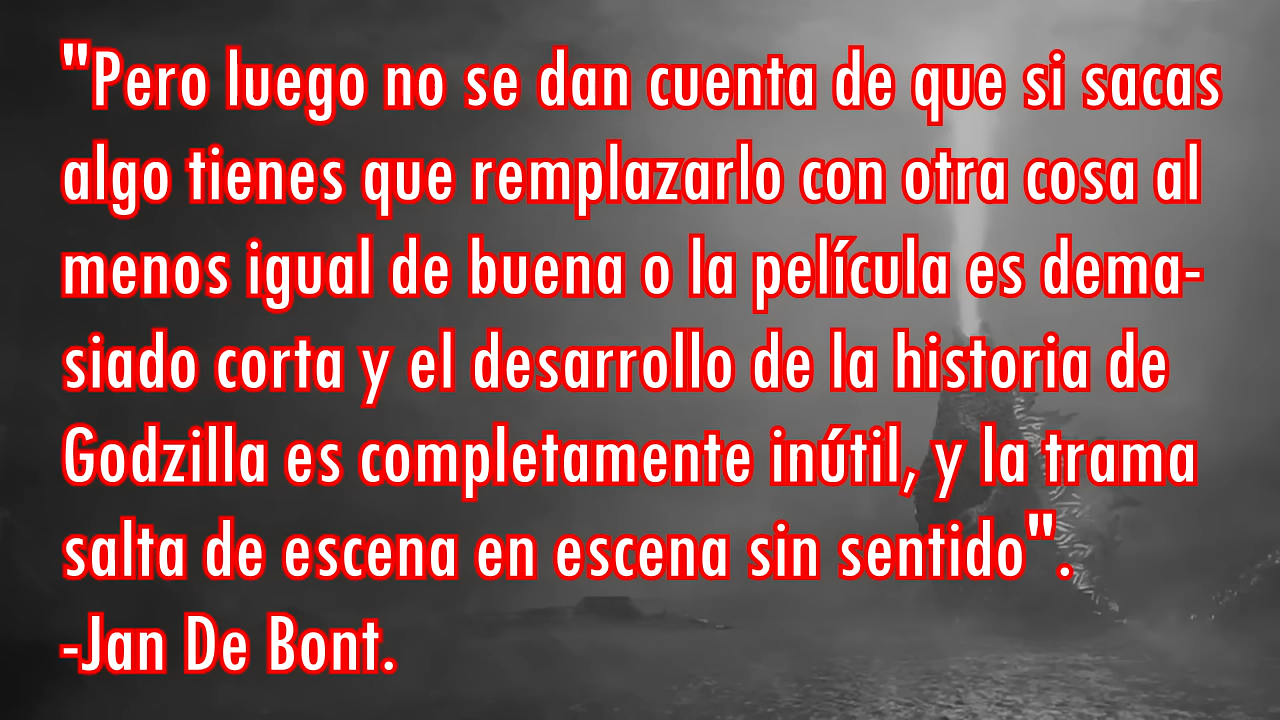 "Pero luego no se dan cuenta de que si sacas
algo tienes que remplazarlo con otra cosa al
menos igual de buena o la película es dema-
siado corta y el desarrollo de la historia de
Godzilla es completamente inútil, y la trama
salta de escena en escena sin sentido".
-Jan De Bont.